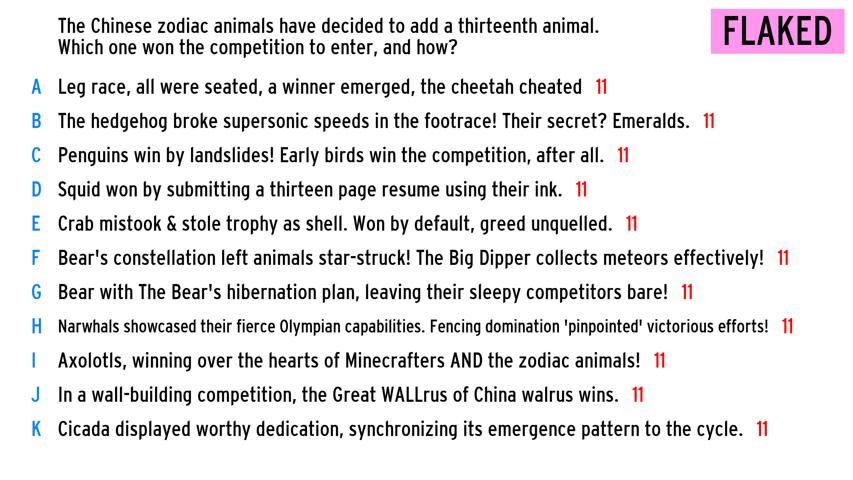 The Chinese zodiac animals have decided to add a thirteenth animal.
Which one won the competition to enter, and how?
FLAKED
A Leg race, all were seated, a winner emerged, the cheetah cheated 11
B The hedgehog broke supersonic speeds in the footrace! Their secret? Emeralds. 11
C Penguins win by landslides! Early birds win the competition, after all. 11
D Squid won by submitting a thirteen page resume using their ink. 11
E Crab mistook & stole trophy as shell. Won by default, greed unquelled. 11
F Bear's constellation left animals star-struck! The Big Dipper collects meteors effectively! 11
G Bear with The Bear's hibernation plan, leaving their sleepy competitors bare! 11
H Narwhals showcased their fierce Olympian capabilities. Fencing domination 'pinpointed' victorious efforts! 11
I Axolotls, winning over the hearts of Minecrafters AND the zodiac animals! 11
J In a wall-building competition, the Great WALLrus of China walrus wins. 11
K Cicada displayed worthy dedication, synchronizing its emergence pattern to the cycle. 11